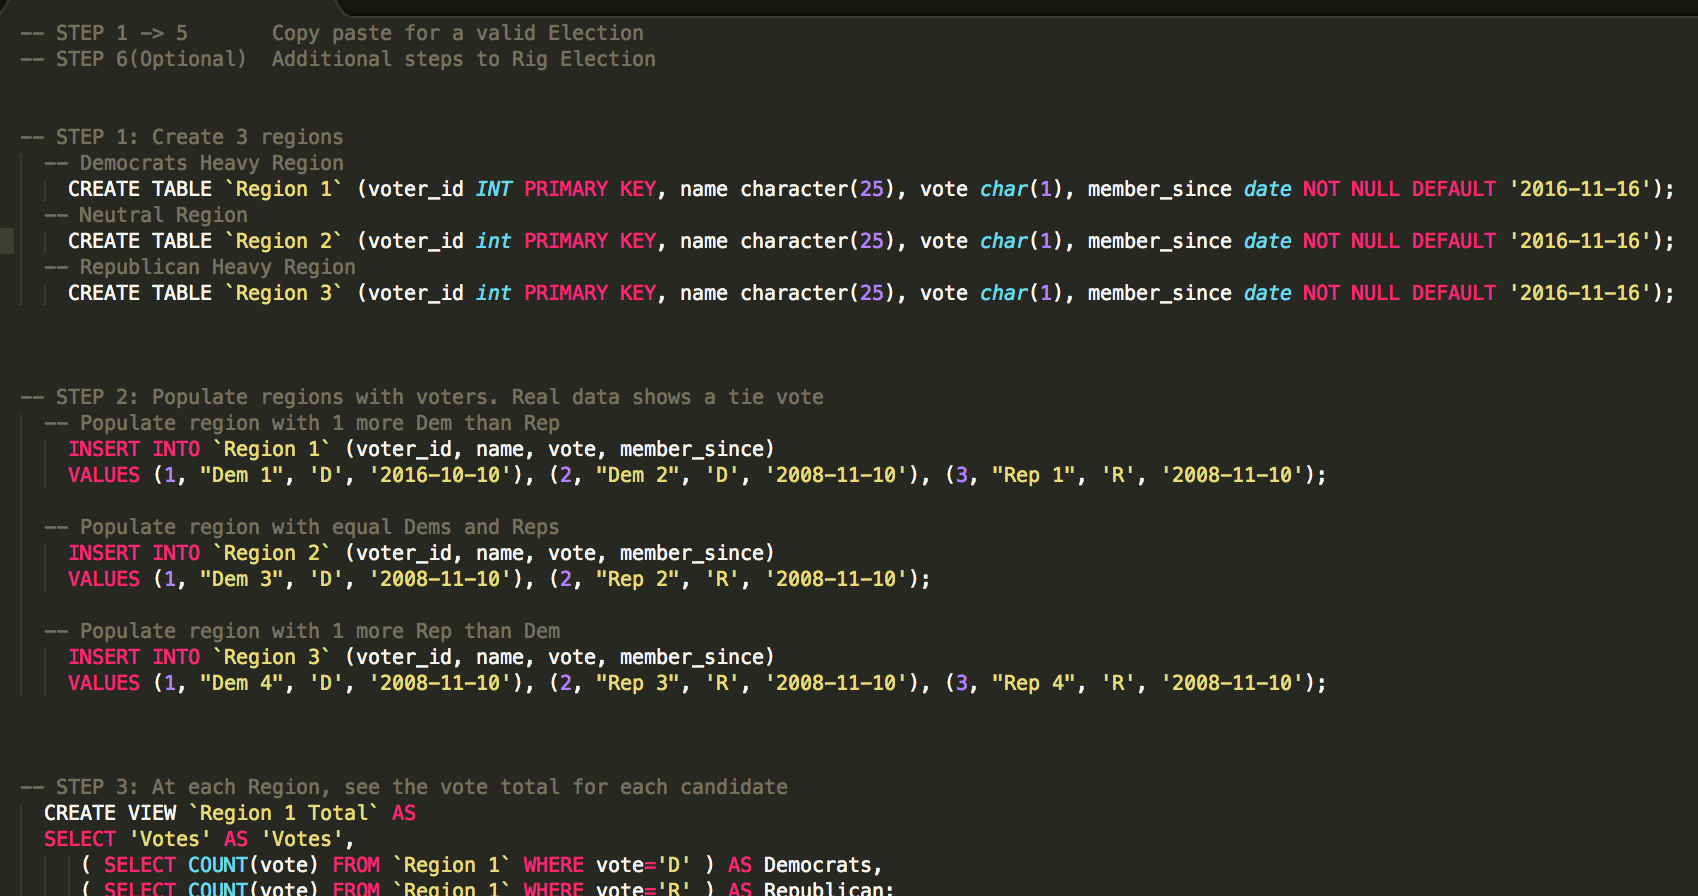 -- STEP 1 -> 5       Copy paste for a valid Election
-- STEP 6(Optional)  Additional steps to Rig Election
-- STEP 1: Create 3 regions
-- Democrats Heavy Region
CREATE TABLE `Region 1` (voter_id INT PRIMARY KEY, name character(25), vote char(1), member_since date NOT NULL DEFAULT '2016-11-16');
-- Neutral Region
CREATE TABLE `Region 2` (voter_id int PRIMARY KEY, name character(25), vote char(1), member_since date NOT NULL DEFAULT '2016-11-16');
-- Republican Heavy Region
CREATE TABLE `Region 3` (voter_id int PRIMARY KEY, name character(25), vote char(1), member_since date NOT NULL DEFAULT '2016-11-16');
-- STEP 2: Populate regions with voters. Real data shows a tie vote
-- Populate region with 1 more Dem than Rep
INSERT INTO `Region 1` (voter_id, name, vote, member_since)
VALUES (1, "Dem 1", 'D', '2016-10-10'), (2, "Dem 2", 'D', '2008-11-10'), (3, "Rep 1", 'R', '2008-11-10');
-- Populate region with equal Dems and Reps
INSERT INTO `Region 2` (voter_id, name, vote, member_since)
VALUES (1, "Dem 3", 'D', '2008-11-10'), (2, "Rep 2", 'R', '2008-11-10');
-- Populate region with 1 more Rep than Dem
INSERT INTO `Region 3` (voter_id, name, vote, member_since)
VALUES (1, "Dem 4", 'D', '2008-11-10'), (2, "Rep 3", 'R', '2008-11-10'), (3, "Rep 4", 'R', '2008-11-10');
-- STEP 3: At each Region, see the vote total for each candidate
CREATE VIEW `Region 1 Total` AS
SELECT 'Votes' AS 'Votes',
( SELECT COUNT(vote) FROM `Region 1` WHERE vote='D' ) AS Democrats,
( SELECT COUNT(vote) FROM `Region 1` WHERE vote='R' ) AS Republican;